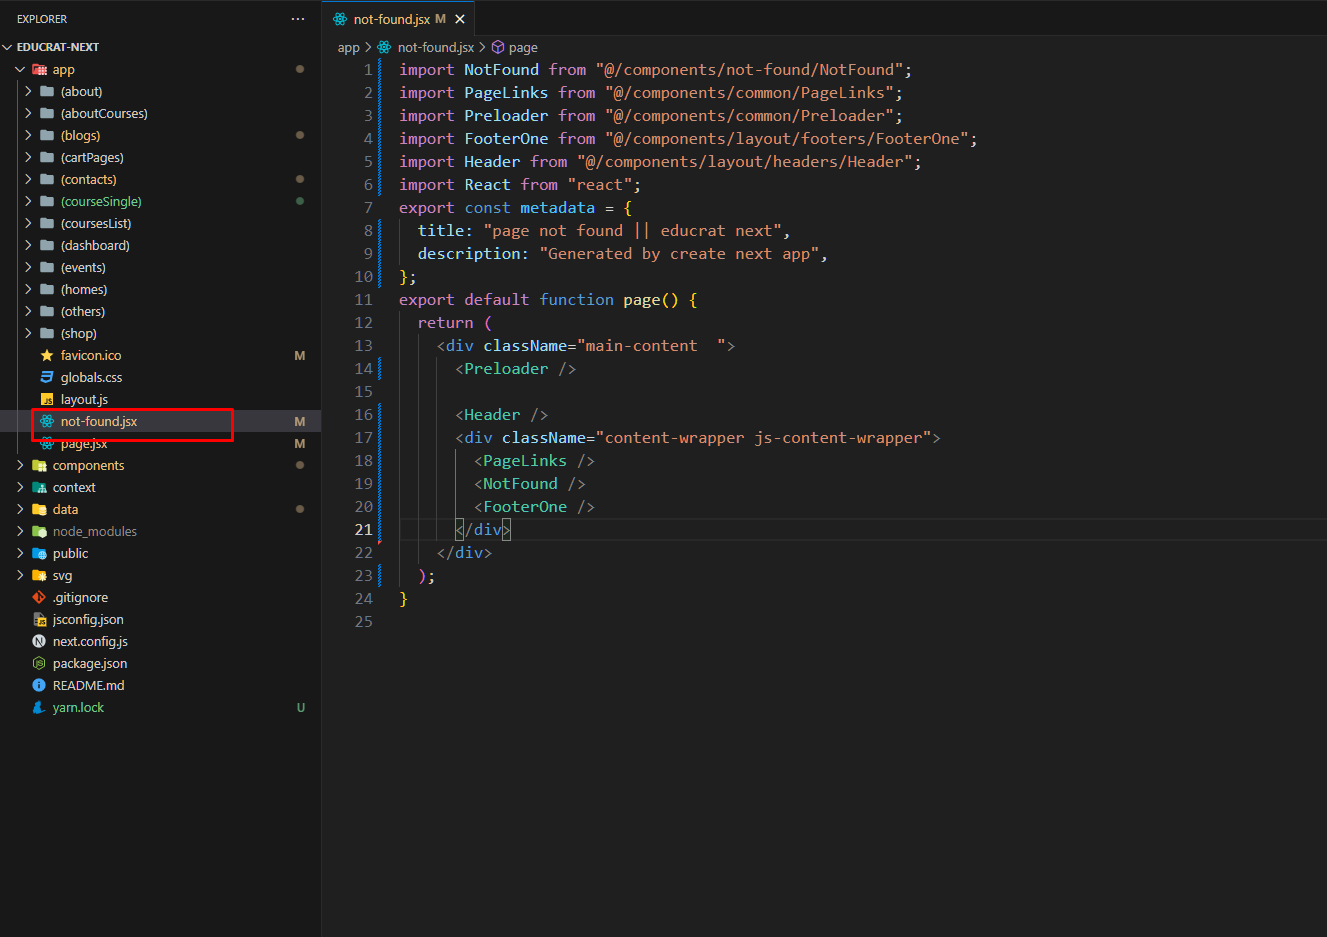 EXPLORER
EDUCRAT-NEXT
app
(about)
(aboutCourses)
(blogs)
(cartPages)
(contacts)
(courseSingle)
(coursesList)
(dashboard)
(events)
(homes)
(others)
(shop)
favicon.ico M
globals.css
layout.js
not-found.jsx M
page.jsx M
components
context
data
node_modules
public
svg
.gitignore
jsconfig.json
next.config.js
package.json
README.md
yarn.lock U
not-found.jsx M
app > not-found.jsx > page
1 import NotFound from "@/components/not-found/NotFound";
2 import PageLinks from "@/components/common/PageLinks";
3 import Preloader from "@/components/common/Preloader";
4 import FooterOne from "@/components/layout/footers/FooterOne";
5 import Header from "@/components/layout/headers/Header";
6 import React from "react";
7 export const metadata = {
8   title: "page not found || educrat next",
9   description: "Generated by create next app",
10 };
11 export default function page() {
12   return (
13     <div className="main-content  ">
14       <Preloader />
15
16       <Header />
17       <div className="content-wrapper js-content-wrapper">
18         <PageLinks />
19         <NotFound />
20         <FooterOne />
21       </div>
22     </div>
23   );
24 }
25